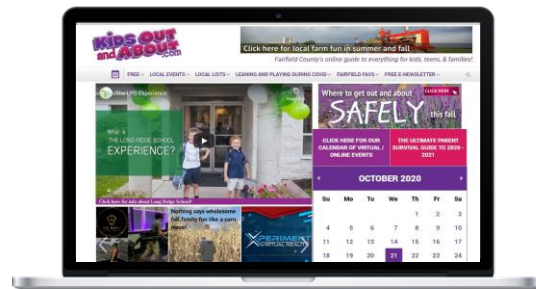 KiDS OUT
and ABOUT
.com
Click here for local farm fun in summer and fall
Fairfield County's online guide to everything for kids, teens, & families!
FREE
LOCAL EVENTS
LOCAL LISTS
LEANING AND PLAYING DURING COVID
FAIRFIELD FAVS
FREE E-NEWSLETTER
The LRS Experience
What is
THE LONG RIDGE SCHOOL
EXPERIENCE?
Click here for info about Long Ridge School!
Nothing says wholesome
fall family fun like a corn
maze!
XPERIMENT
VIRTUAL REALITY
Where to get out and about
CLICK HERE
SAFELY this fall
CLICK HERE FOR OUR
CALENDAR OF VIRTUAL /
ONLINE EVENTS
THE ULTIMATE PARENT
SURVIVAL GUIDE TO 2020 -
2021
OCTOBER 2020
Su Mo Tu We Th Fr Sa
1 2 3
4 5 6 7 8 9 10
11 12 13 14 15 16 17
18 19 20 21 22 23 24